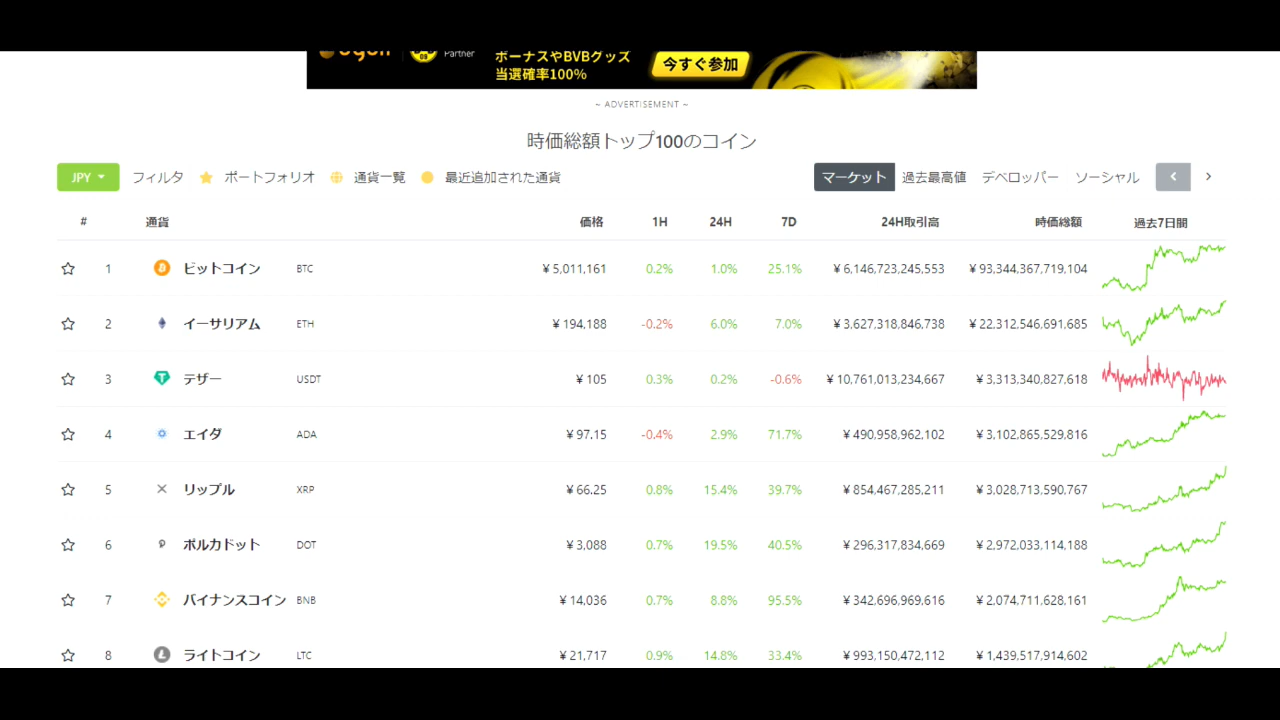 Partner
ボーナスやBVBグッズ
当選確率100%
今すぐ参加
~ ADVERTISEMENT ~
時価総額トップ100のコイン
JPY フィルタ ポートフォリオ 通貨一覧 最近追加された通貨 マーケット 過去最高値 デベロッパー ソーシャル
# 通貨 価格 1H 24H 7D 24H取引高 時価総額 過去7日間
1 ビットコイン BTC ¥5,011,161 0.2% 1.0% 25.1% ¥6,146,723,245,553 ¥93,344,367,719,104
2 イーサリアム ETH ¥194,188 -0.2% 6.0% 7.0% ¥3,627,318,846,738 ¥22,312,546,691,685
3 テザー USDT ¥105 0.3% 0.2% -0.6% ¥10,761,013,234,667 ¥3,313,340,827,618
4 エイダ ADA ¥97.15 -0.4% 2.9% 71.7% ¥490,958,962,102 ¥3,102,865,529,816
5 リップル XRP ¥66.25 0.8% 15.4% 39.7% ¥854,467,285,211 ¥3,028,713,590,767
6 ポルカドット DOT ¥3,088 0.7% 19.5% 40.5% ¥296,317,834,669 ¥2,972,033,114,188
7 バイナンスコイン BNB ¥14,036 0.7% 8.8% 95.5% ¥342,696,969,616 ¥2,074,711,628,161
8 ライトコイン LTC ¥21,717 0.9% 14.8% 33.4% ¥993,150,472,112 ¥1,439,517,914,602